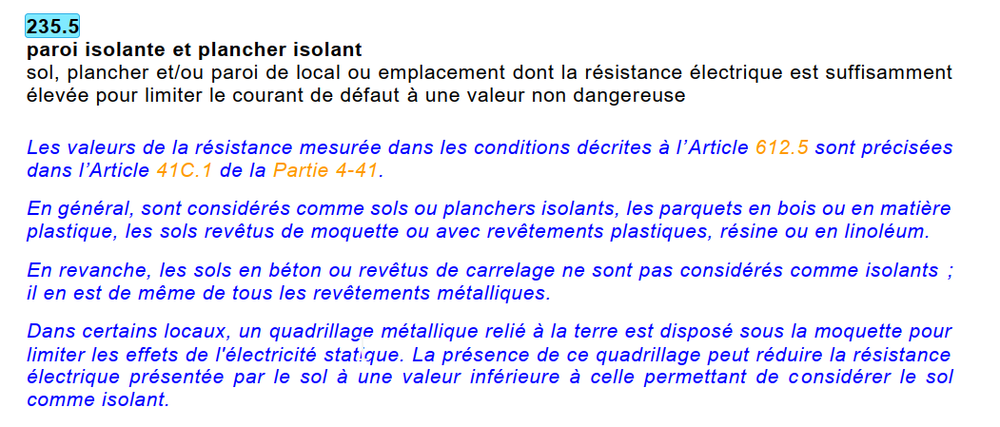 235.5
paroi isolante et plancher isolant
sol, plancher et/ou paroi de local ou emplacement dont la résistance électrique est suffisamment
élevée pour limiter le courant de défaut à une valeur non dangereuse
Les valeurs de la résistance mesurée dans les conditions décrites à l’Article 612.5 sont précisées
dans l’Article 41C.1 de la Partie 4-41.
En général, sont considérés comme sols ou planchers isolants, les parquets en bois ou en matière
plastique, les sols revêtus de moquette ou avec revêtements plastiques, résine ou en linoléum.
En revanche, les sols en béton ou revêtus de carrelage ne sont pas considérés comme isolants ;
il en est de même de tous les revêtements métalliques.
Dans certains locaux, un quadrillage métallique relié à la terre est disposé sous la moquette pour
limiter les effets de l'électricité statique. La présence de ce quadrillage peut réduire la résistance
électrique présentée par le sol à une valeur inférieure à celle permettant de considérer le sol
comme isolant.